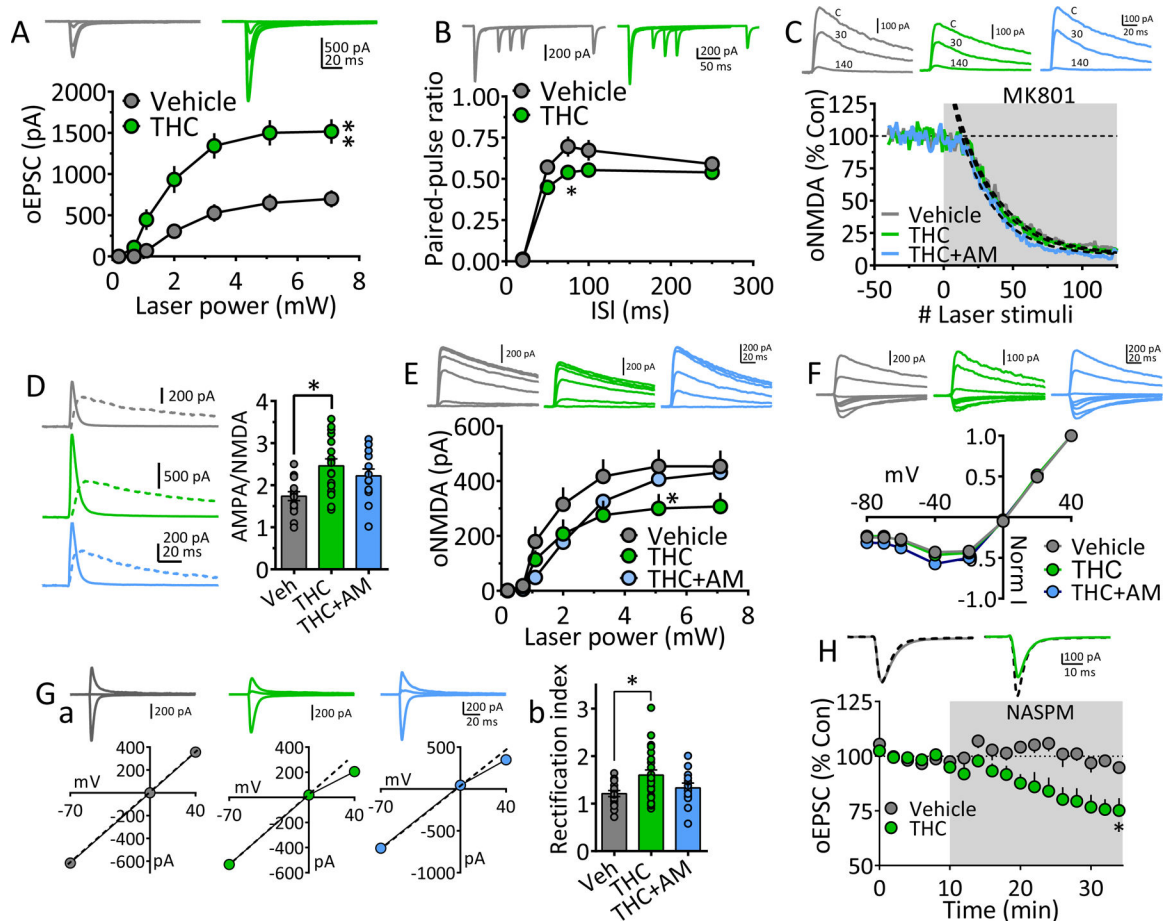 A
500 pA
20 ms
Vehicle
THC
oEPSC (pA)
2000
1500
1000
500
0
*
*
0 2 4 6 8
Laser power (mW)
B
200 pA
200 pA
50 ms
Vehicle
THC
Paired-pulse ratio
1.00
0.80
0.60
0.40
0.20
0.00
*
0 100 200 300
ISI (ms)
C
C
30
140
100 pA
C
30
140
100 pA
C
30
140
100 pA
20 ms
MK801
oNMDA (% Con)
125
100
75
50
25
0
Vehicle
THC
THC+AM
-50 0 50 100
# Laser stimuli
D
200 pA
500 pA
200 pA
20 ms
AMPA/NMDA
4
3
2
1
0
*
Veh
THC
THC+AM
E
200 pA
200 pA
200 pA
20 ms
oNMDA (pA)
600
400
200
0
*
Vehicle
THC
THC+AM
0 2 4 6 8
Laser power (mW)
F
200 pA
100 pA
200 pA
20 ms
mV
-80 -40 0 40
1.0
0.5
-1.0
Norm I
Vehicle
THC
THC+AM
G
a
200 pA
200 pA
200 pA
20 ms
mV
400
200
-70
40
-200
-400
-600
pA
mV
400
200
-70
40
-200
-400
-600
pA
mV
500
-70
40
-500
-1000
pA
b
Rectification index
3
2
1
0
*
Veh
THC
THC+AM
H
100 pA
10 ms
NASPM
oEPSC (% Con)
125
100
75
50
Vehicle
THC
*
0 10 20 30
Time (min)